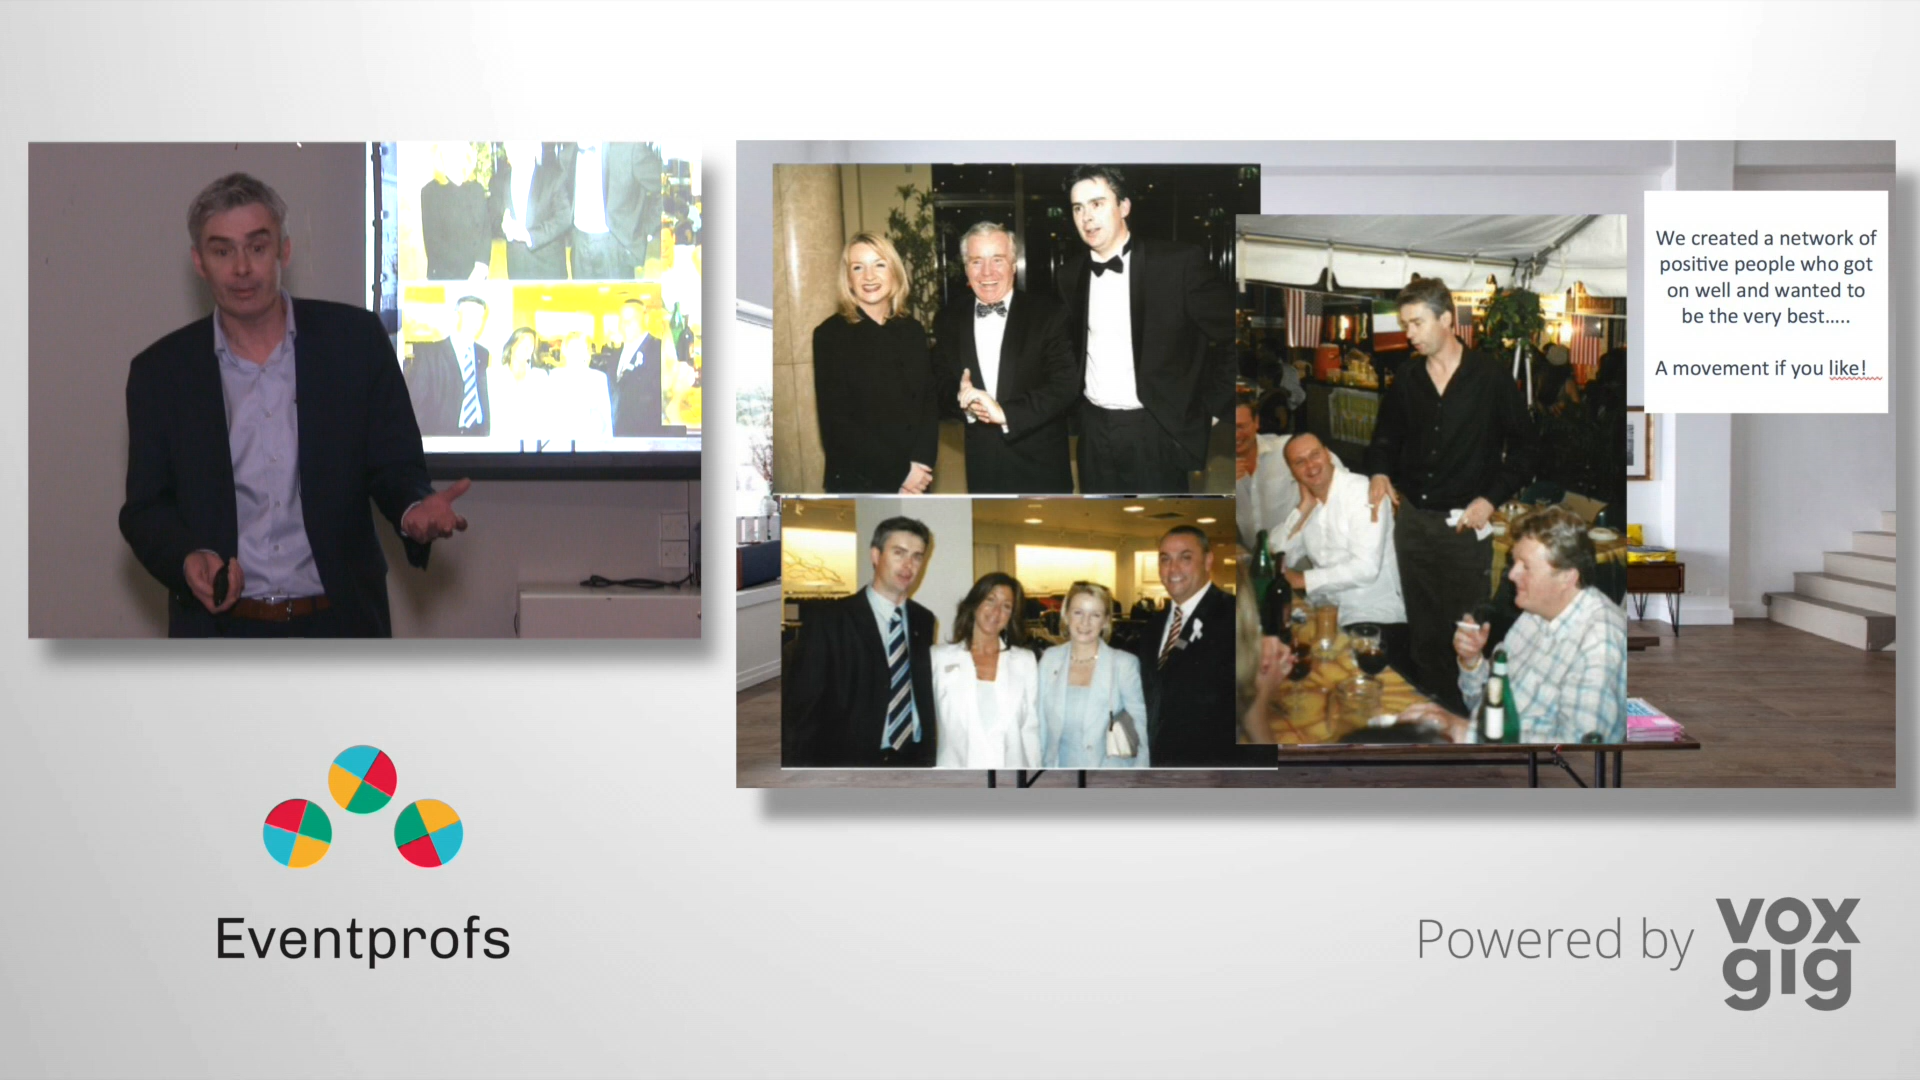 We created a network of
positive people who got
on well and wanted to
be the very best.....
A movement if you like!
Eventprofs
Powered by
vox
gig